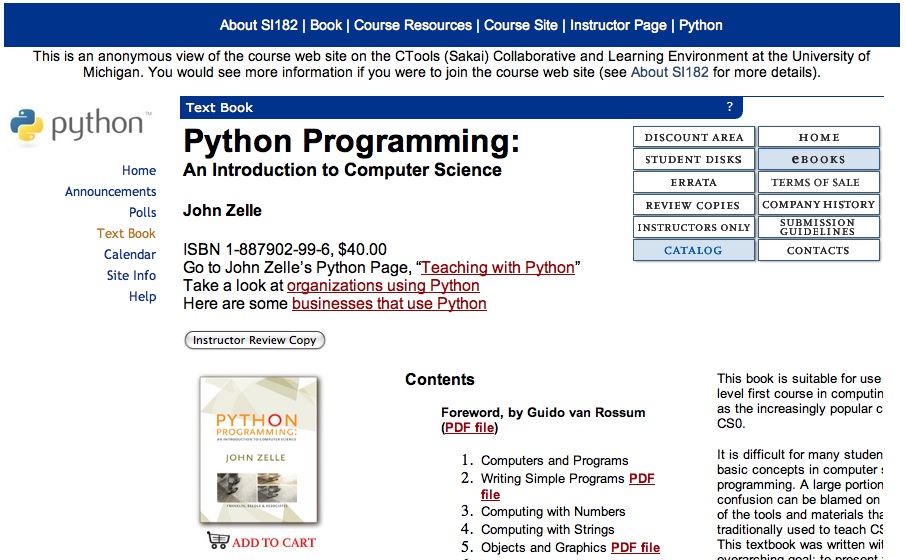 About SI182 | Book | Course Resources | Course Site | Instructor Page | Python
This is an anonymous view of the course web site on the CTools (Sakai) Collaborative and Learning Environment at the University of
Michigan. You would see more information if you were to join the course web site (see About SI182 for more details).
python™
Home
Announcements
Polls
Text Book
Calendar
Site Info
Help
Text Book ?
Python Programming:
An Introduction to Computer Science
John Zelle
ISBN 1-887902-99-6, $40.00
Go to John Zelle's Python Page, “Teaching with Python”
Take a look at organizations using Python
Here are some businesses that use Python
Instructor Review Copy
DISCOUNT AREA HOME
STUDENT DISKS eBOOKS
ERRATA TERMS OF SALE
REVIEW COPIES COMPANY HISTORY
INSTRUCTORS ONLY SUBMISSION
GUIDELINES
CATALOG CONTACTS
PYTHON
PROGRAMMING:
AN INTRODUCTION TO COMPUTER SCIENCE
JOHN ZELLE
FRANKLIN, BEEDLE & ASSOCIATES
ADD TO CART
Contents
Foreword, by Guido van Rossum
(PDF file)
1. Computers and Programs
2. Writing Simple Programs PDF
file
3. Computing with Numbers
4. Computing with Strings
5. Objects and Graphics PDF file
This book is suitable for use
level first course in computin
as the increasingly popular c
CS0.
It is difficult for many studen
basic concepts in computer s
programming. A large portion
confusion can be blamed on
of the tools and materials tha
traditionally used to teach CS
This textbook was written wit
overarching goal: to present